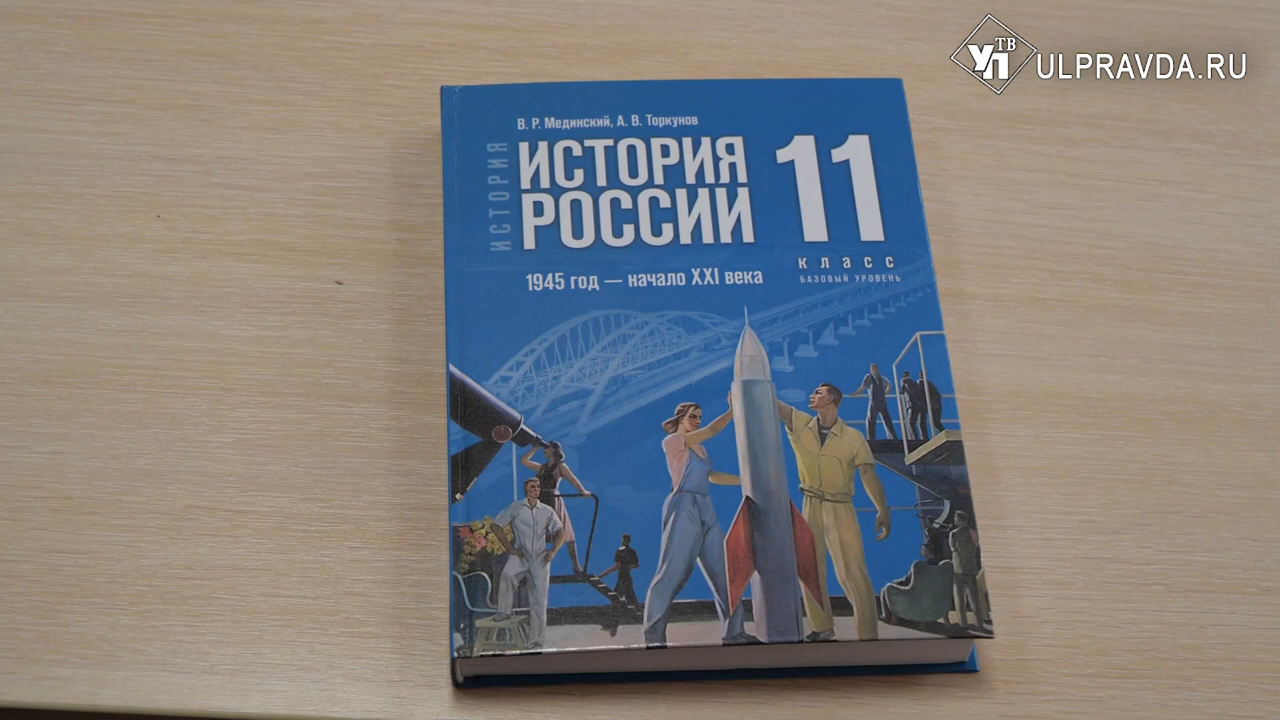 УП ТВ
ULPRAVDA.RU
В. Р. Мединский, А. В. Торкунов
ИСТОРИЯ
ИСТОРИЯ
РОССИИ
11
класс
БАЗОВЫЙ УРОВЕНЬ
1945 год — начало XXI века